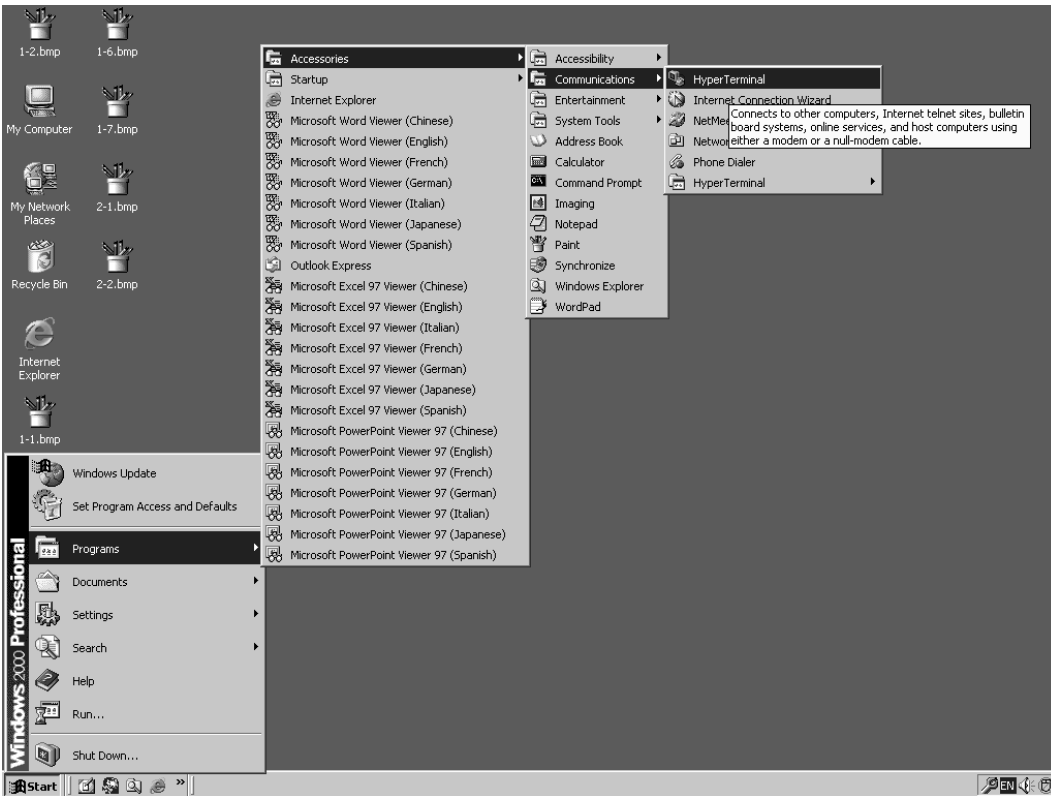 1-2.bmp
1-6.bmp
My Computer
1-7.bmp
My Network
Places
2-1.bmp
Recycle Bin
2-2.bmp
Internet
Explorer
1-1.bmp
Windows 2000 Professional
Windows Update
Set Program Access and Defaults
Programs
Documents
Settings
Search
Help
Run...
Shut Down...
Accessories
Startup
Internet Explorer
Microsoft Word Viewer (Chinese)
Microsoft Word Viewer (English)
Microsoft Word Viewer (French)
Microsoft Word Viewer (German)
Microsoft Word Viewer (Italian)
Microsoft Word Viewer (Japanese)
Microsoft Word Viewer (Spanish)
Outlook Express
Microsoft Excel 97 Viewer (Chinese)
Microsoft Excel 97 Viewer (English)
Microsoft Excel 97 Viewer (Italian)
Microsoft Excel 97 Viewer (French)
Microsoft Excel 97 Viewer (German)
Microsoft Excel 97 Viewer (Japanese)
Microsoft Excel 97 Viewer (Spanish)
Microsoft PowerPoint Viewer 97 (Chinese)
Microsoft PowerPoint Viewer 97 (English)
Microsoft PowerPoint Viewer 97 (French)
Microsoft PowerPoint Viewer 97 (German)
Microsoft PowerPoint Viewer 97 (Italian)
Microsoft PowerPoint Viewer 97 (Japanese)
Microsoft PowerPoint Viewer 97 (Spanish)
Accessibility
Communications
Entertainment
System Tools
Address Book
Calculator
Command Prompt
Imaging
Notepad
Paint
Synchronize
Windows Explorer
WordPad
HyperTerminal
Internet Connection Wizard
NetMee
Networ
Phone Dialer
HyperTerminal
Connects to other computers, Internet telnet sites, bulletin
board systems, online services, and host computers using
either a modem or a null-modem cable.
Start
»
EN